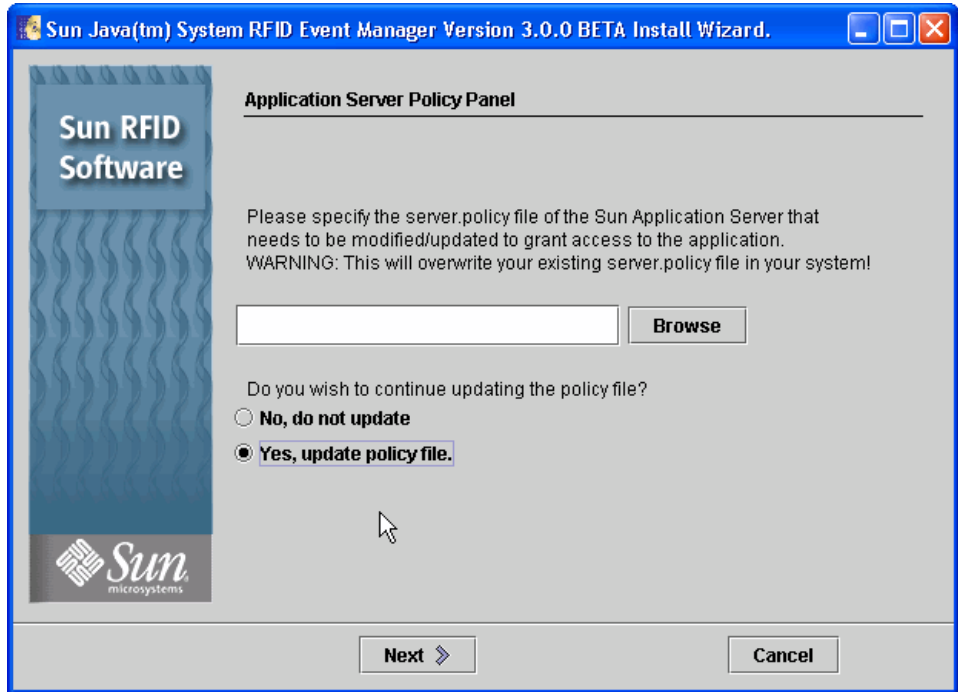 Sun Java(tm) System RFID Event Manager Version 3.0.0 BETA Install Wizard.
Sun RFID
Software
Application Server Policy Panel
Please specify the server.policy file of the Sun Application Server that
needs to be modified/updated to grant access to the application.
WARNING: This will overwrite your existing server.policy file in your system!
Browse
Do you wish to continue updating the policy file?
No, do not update
Yes, update policy file.
Sun
microsystems
Next
Cancel